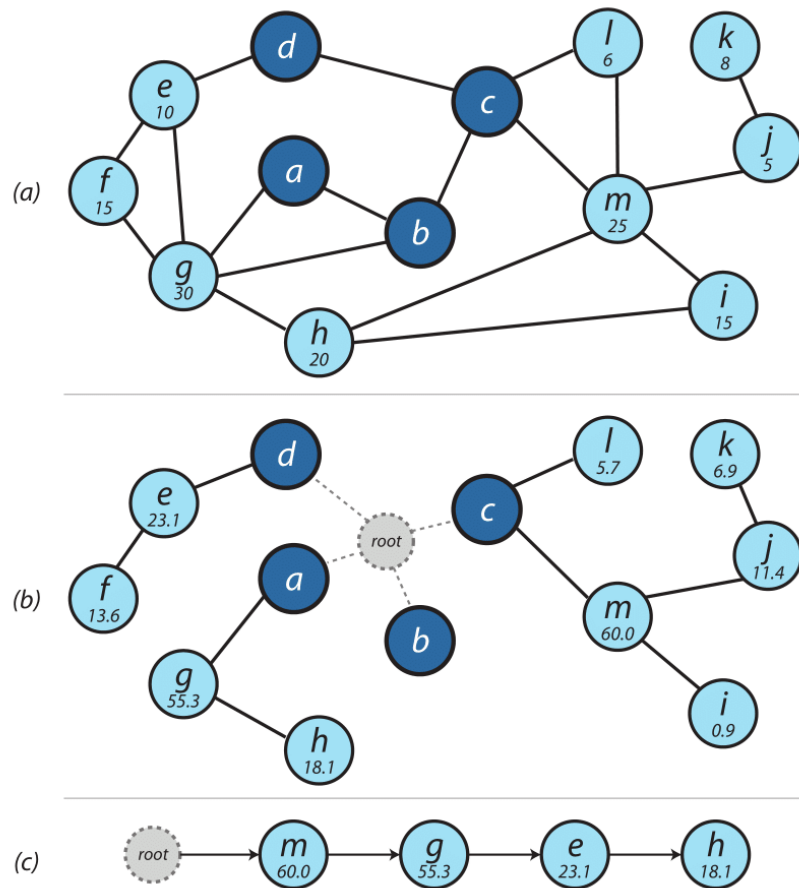 (a)
d
l
6
k
8
e
10
c
a
j
5
f
15
m
25
b
g
30
i
15
h
20
(b)
d
l
5.7
k
6.9
e
23.1
c
root
j
11.4
a
f
13.6
m
60.0
b
g
55.3
i
0.9
h
18.1
(c)
root
m
60.0
g
55.3
e
23.1
h
18.1